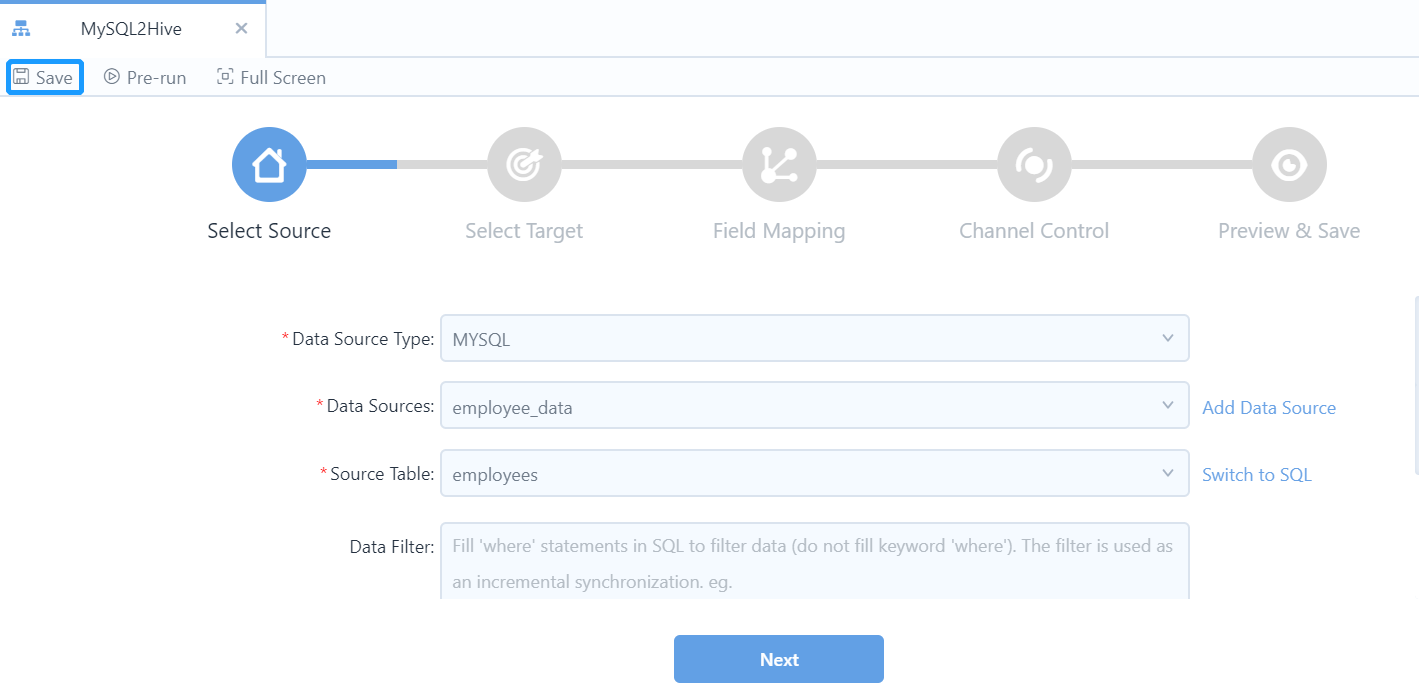 MySQL2Hive
Save Pre-run Full Screen
Select Source Select Target Field Mapping Channel Control Preview & Save
*Data Source Type: MYSQL
*Data Sources: employee_data Add Data Source
*Source Table: employees Switch to SQL
Data Filter: Fill 'where' statements in SQL to filter data (do not fill keyword 'where'). The filter is used as
an incremental synchronization. eg.
Next